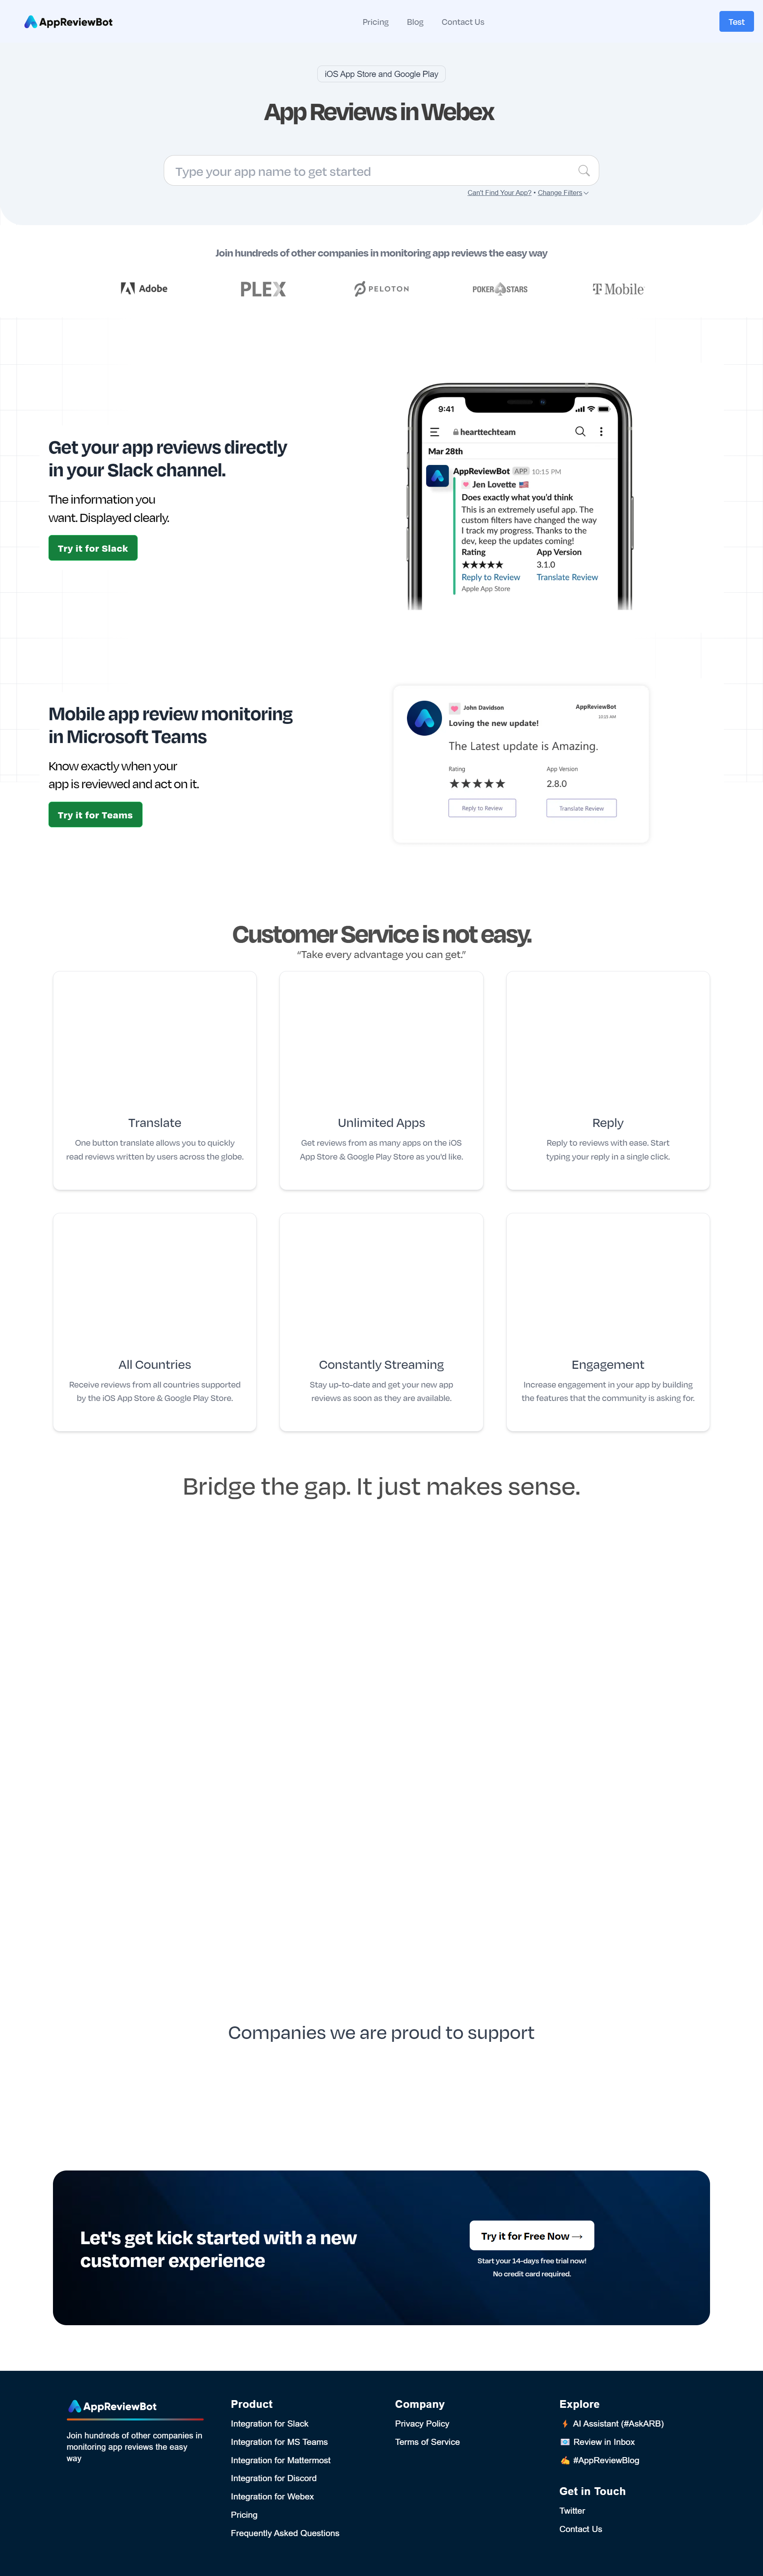 AppReviewBot
Pricing
Blog
Contact Us
Test
iOS App Store and Google Play
App Reviews in Webex
Type your app name to get started
Can't Find Your App? • Change Filters
Join hundreds of other companies in monitoring app reviews the easy way
Adobe
PLEX
PELOTON
POKER STARS
T Mobile
Get your app reviews directly
in your Slack channel.
The information you
want. Displayed clearly.
Try it for Slack
9:41
hearttechteam
Mar 28th
AppReviewBot APP 10:15 PM
Jen Lovette
Does exactly what you'd think
This is an extremely useful app. The
custom filters have changed the way
I track my progress. Thanks to the
dev, keep the updates coming!
Rating
App Version
★★★★★
3.1.0
Reply to Review
Translate Review
Apple App Store
Mobile app review monitoring
in Microsoft Teams
Know exactly when your
app is reviewed and act on it.
Try it for Teams
John Davidson
AppReviewBot
10:15 AM
Loving the new update!
The Latest update is Amazing.
Rating
App Version
★★★★★
2.8.0
Reply to Review
Translate Review
Customer Service is not easy.
“Take every advantage you can get.”
Translate
One button translate allows you to quickly
read reviews written by users across the globe.
Unlimited Apps
Get reviews from as many apps on the iOS
App Store & Google Play Store as you'd like.
Reply
Reply to reviews with ease. Start
typing your reply in a single click.
All Countries
Receive reviews from all countries supported
by the iOS App Store & Google Play Store.
Constantly Streaming
Stay up-to-date and get your new app
reviews as soon as they are available.
Engagement
Increase engagement in your app by building
the features that the community is asking for.
Bridge the gap. It just makes sense.
Companies we are proud to support
Let's get kick started with a new
customer experience
Try it for Free Now →
Start your 14-days free trial now!
No credit card required.
AppReviewBot
Join hundreds of other companies in
monitoring app reviews the easy
way
Product
Integration for Slack
Integration for MS Teams
Integration for Mattermost
Integration for Discord
Integration for Webex
Pricing
Frequently Asked Questions
Company
Privacy Policy
Terms of Service
Explore
⚡ AI Assistant (#AskARB)
📧 Review in Inbox
✍️ #AppReviewBlog
Get in Touch
Twitter
Contact Us